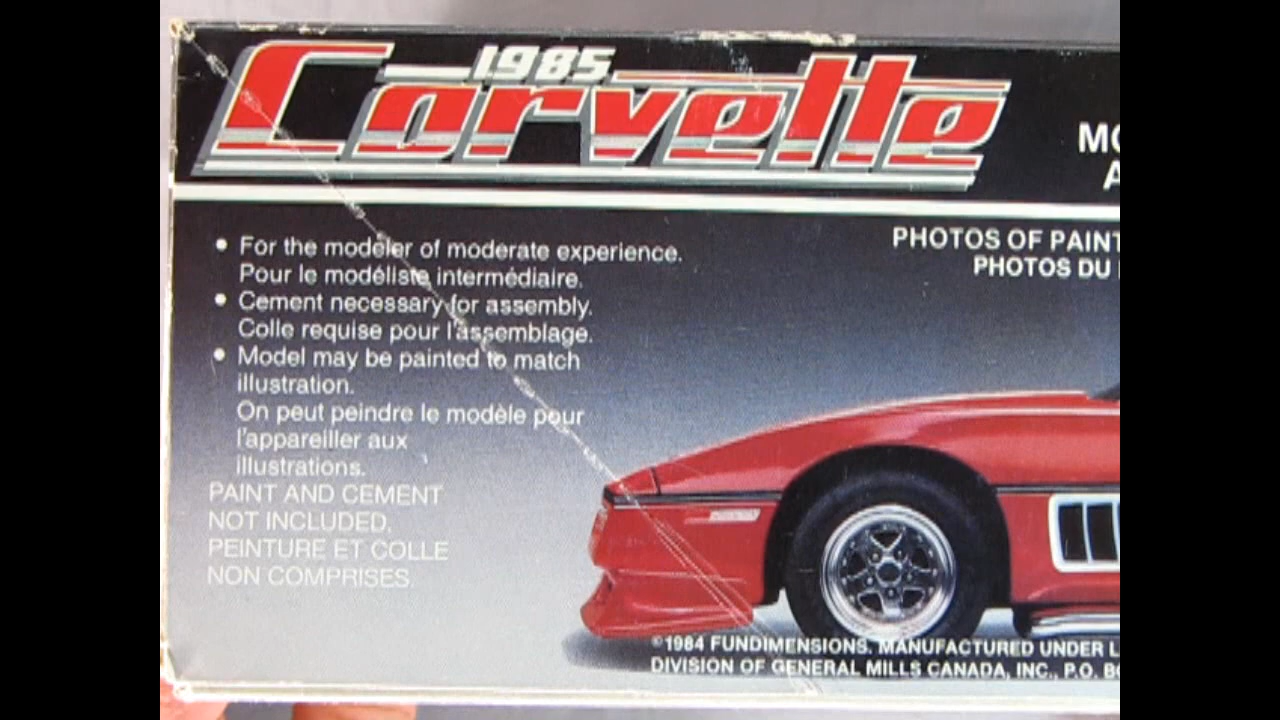 1985
Corvette
PHOTOS OF
PHOTOS DU
• For the modeler of moderate experience.
Pour le modéliste intermédiaire.
• Cement necessary for assembly.
Colle requise pour l'assemblage.
• Model may be painted to match
illustration.
On peut peindre le modèle pour
l'appareiller aux
illustrations.
PAINT AND CEMENT
NOT INCLUDED.
PEINTURE ET COLLE
NON COMPRISES.
©1984 FUNDIMENSIONS. MANUFACTURED UNDER
DIVISION OF GENERAL MILLS CANADA, INC., P.O.